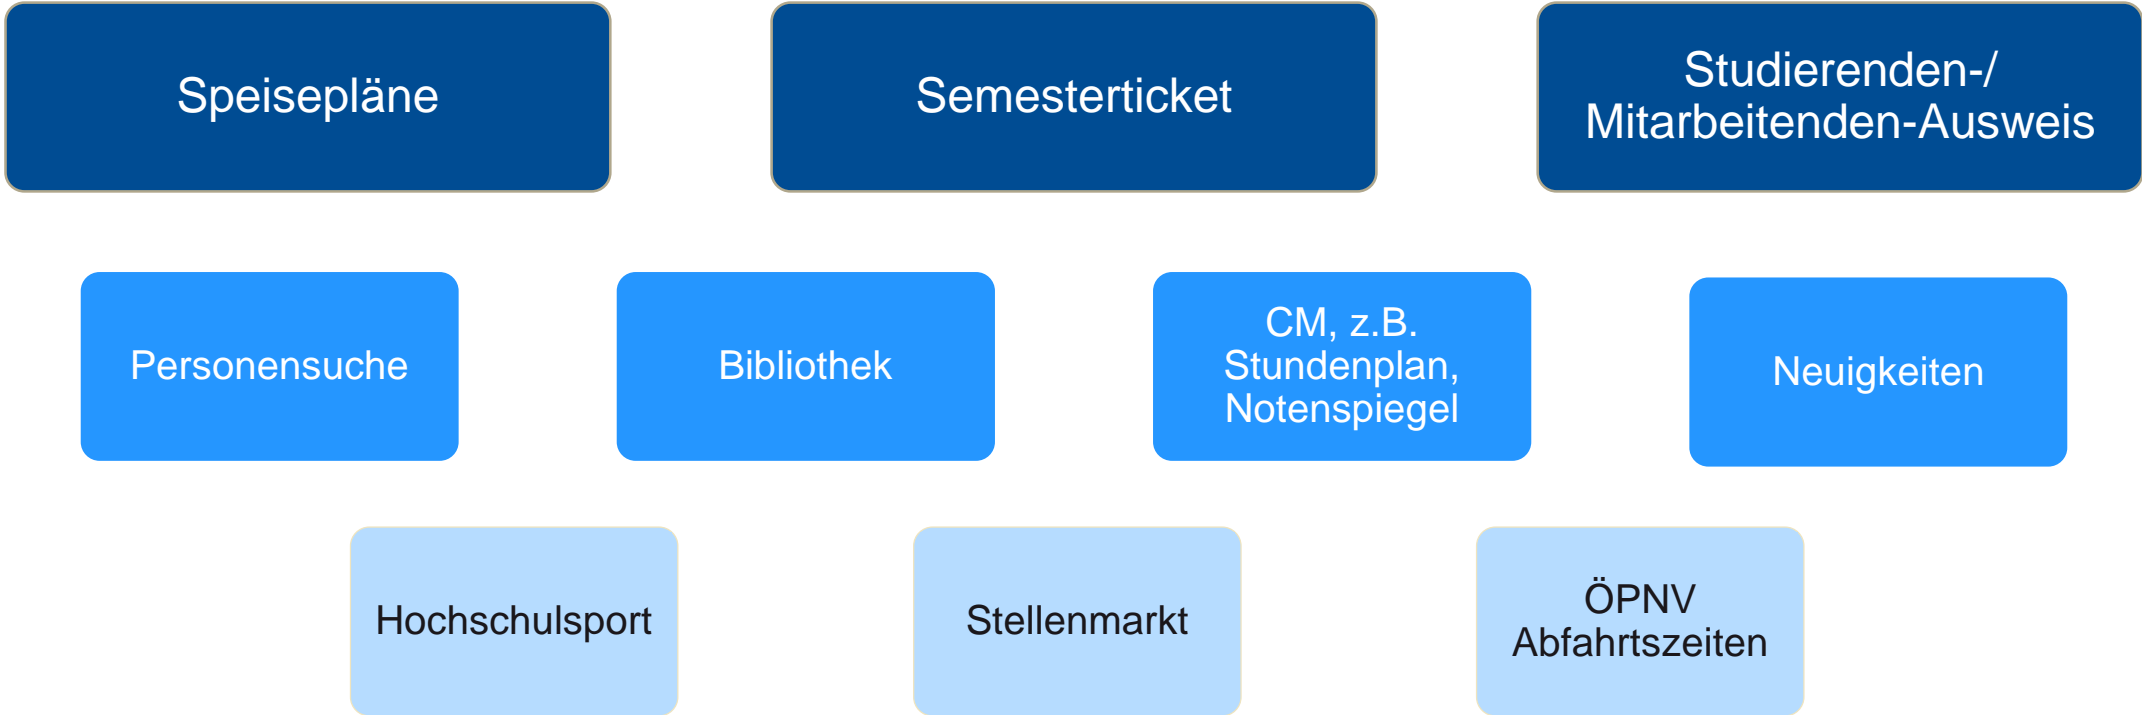 Speisepläne
Semesterticket
Studierenden-/
Mitarbeitenden-Ausweis
Personensuche
Bibliothek
CM, z.B.
Stundenplan,
Notenspiegel
Neuigkeiten
Hochschulsport
Stellenmarkt
ÖPNV
Abfahrtszeiten